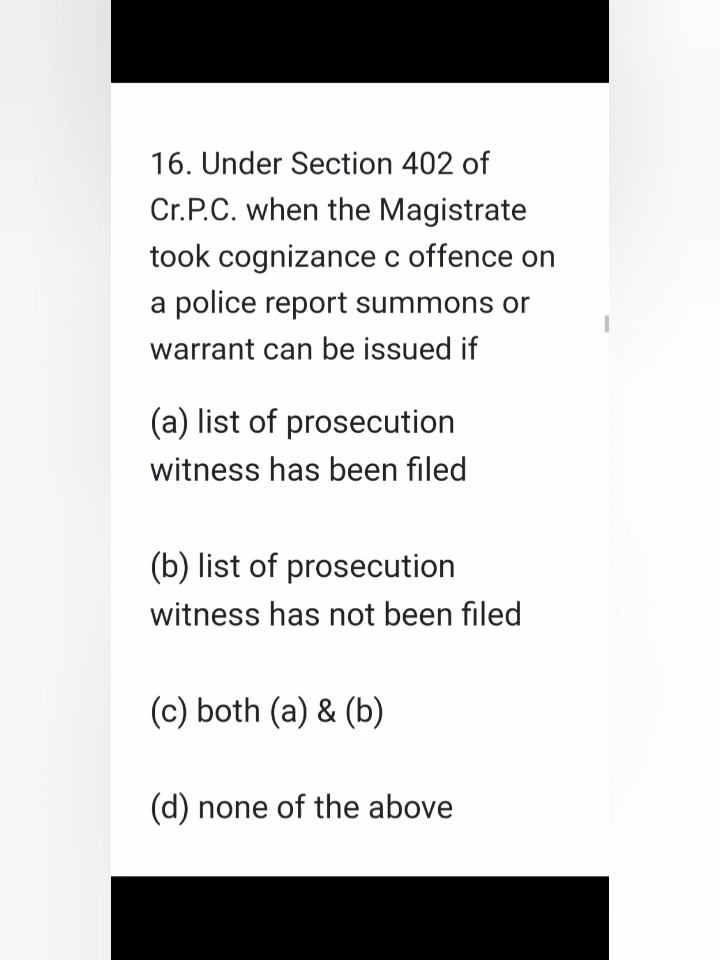 16. Under Section 402 of
Cr.P.C. when the Magistrate
took cognizance c offence on
a police report summons or
warrant can be issued if
(a) list of prosecution
witness has been filed
(b) list of prosecution
witness has not been filed
(c) both (a) & (b)
(d) none of the above